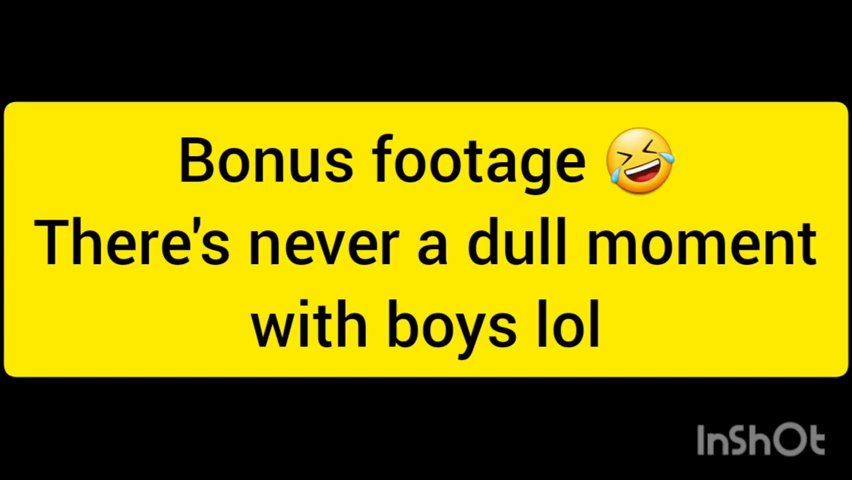 Bonus footage 🤣
There's never a dull moment
with boys lol
InShOt